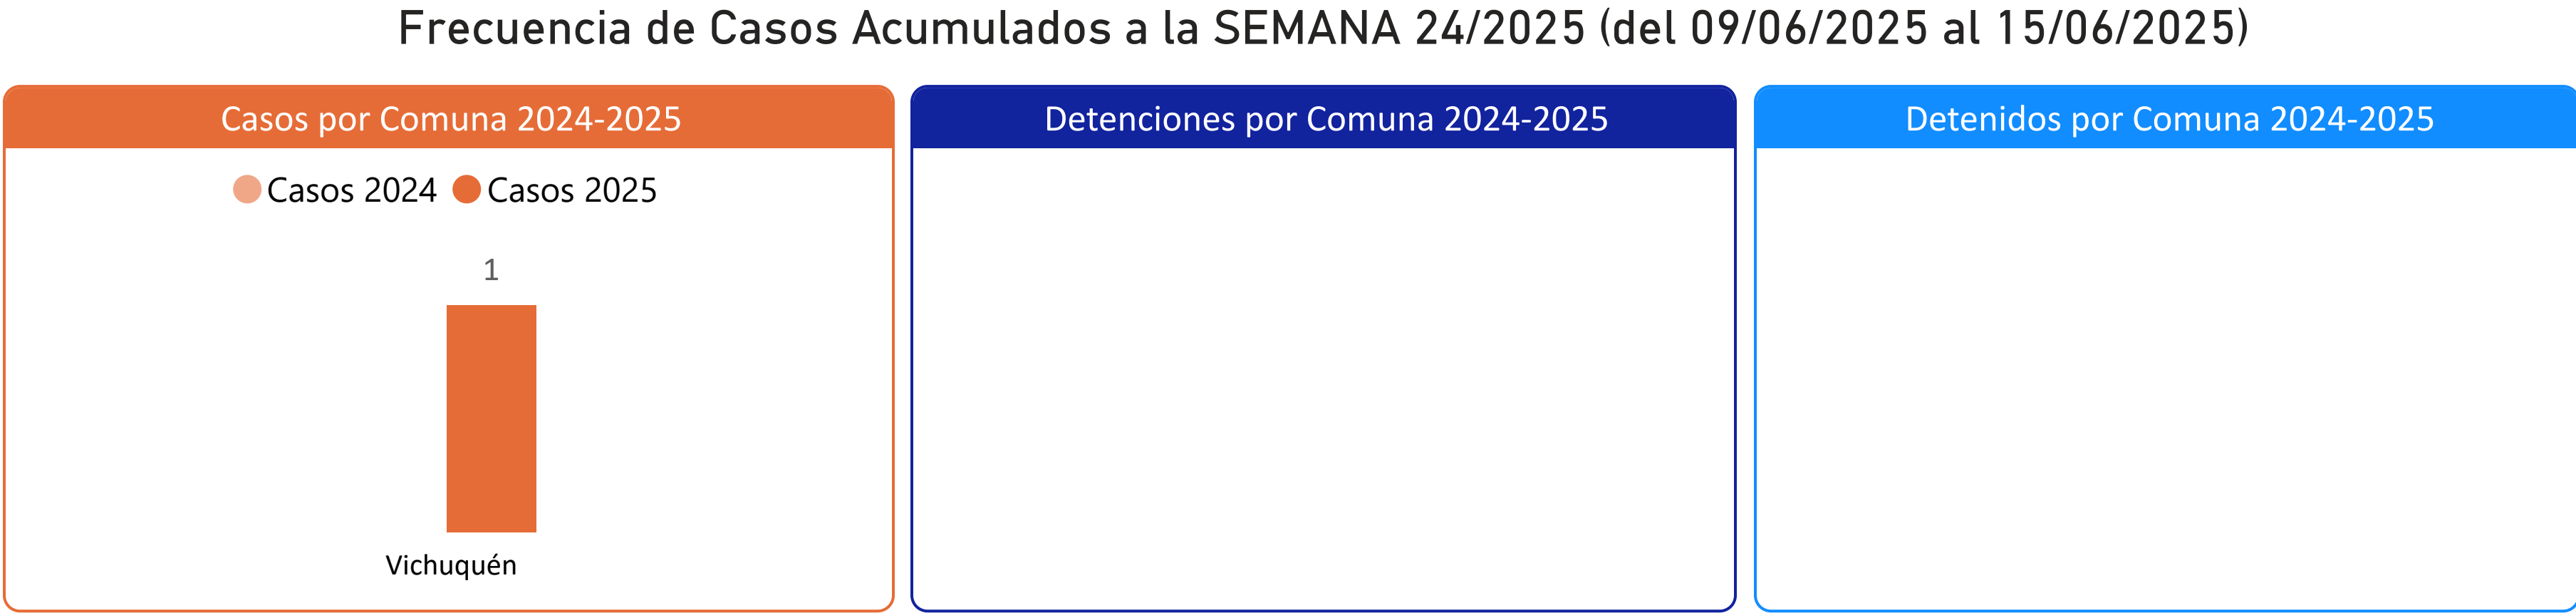 Frecuencia de Casos Acumulados a la SEMANA 24/2025 (del 09/06/2025 al 15/06/2025)
Casos por Comuna 2024-2025
Casos 2024 Casos 2025
1
Vichuquén
Detenciones por Comuna 2024-2025
Detenidos por Comuna 2024-2025